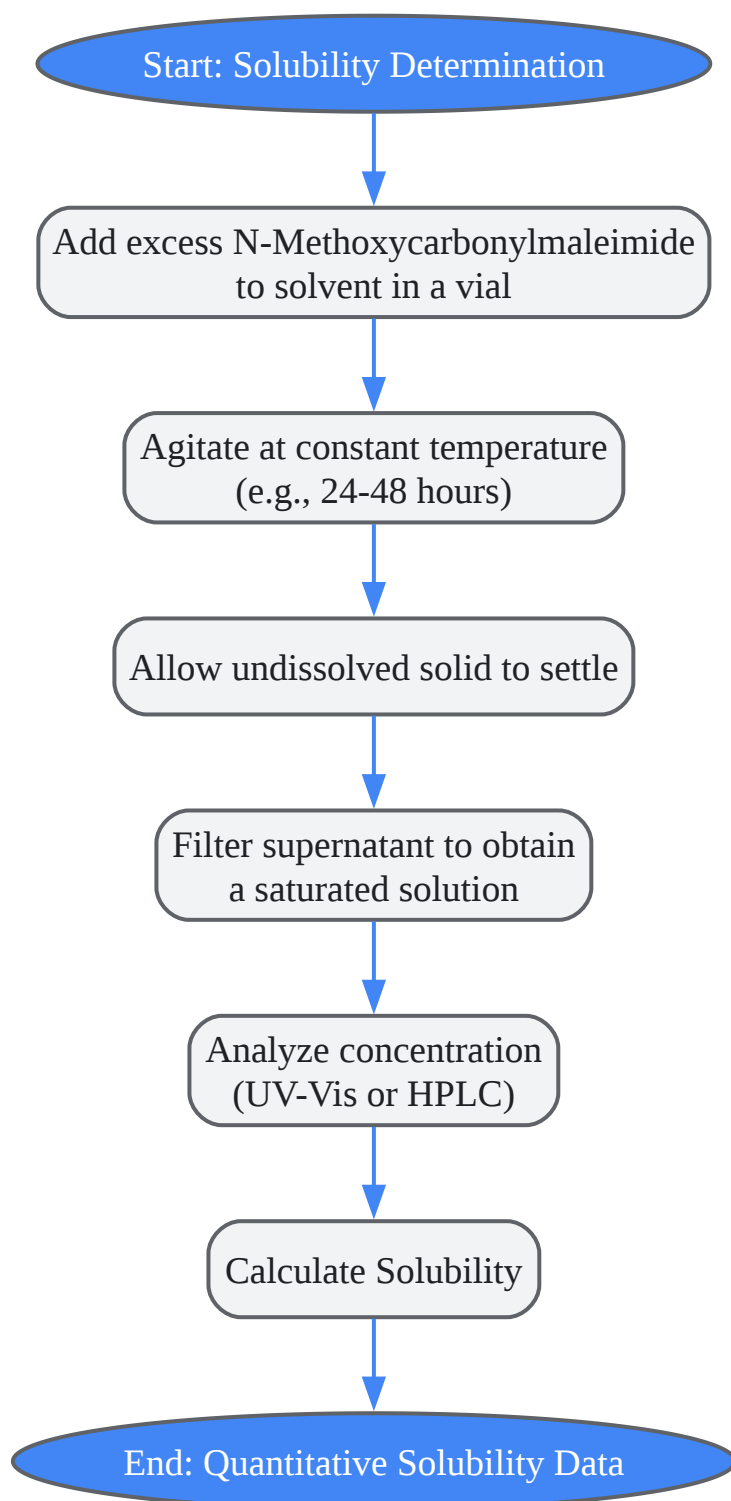 Start: Solubility Determination
Add excess N-Methoxycarbonylmaleimide
to solvent in a vial
Agitate at constant temperature
(e.g., 24-48 hours)
Allow undissolved solid to settle
Filter supernatant to obtain
a saturated solution
Analyze concentration
(UV-Vis or HPLC)
Calculate Solubility
End: Quantitative Solubility Data